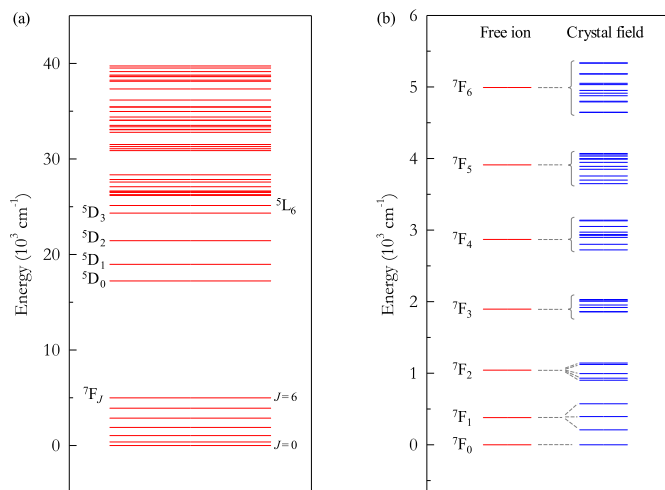 (a)
Energy (10³ cm⁻¹)
40
30
20
10
0
⁵D₃
⁵L₆
⁵D₂
⁵D₁
⁵D₀
⁷F_J
J = 6
J = 0
(b)
Energy (10³ cm⁻¹)
6
5
4
3
2
1
0
Free ion
Crystal field
⁷F₆
⁷F₅
⁷F₄
⁷F₃
⁷F₂
⁷F₁
⁷F₀